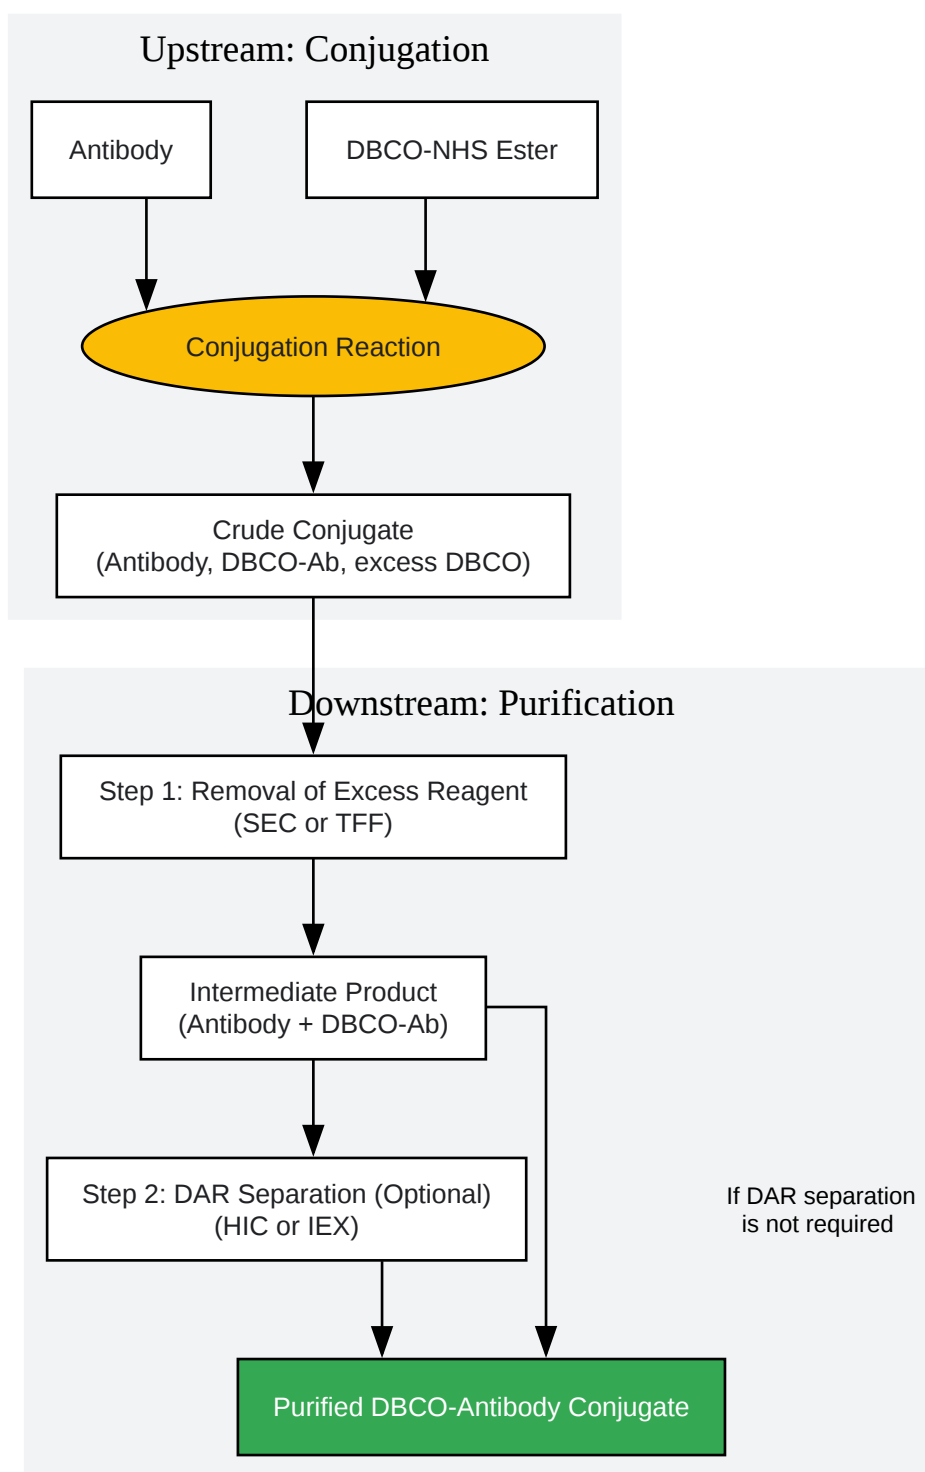 Upstream: Conjugation
Antibody
DBCO-NHS Ester
Conjugation Reaction
Crude Conjugate
(Antibody, DBCO-Ab, excess DBCO)
Downstream: Purification
Step 1: Removal of Excess Reagent
(SEC or TFF)
Intermediate Product
(Antibody + DBCO-Ab)
Step 2: DAR Separation (Optional)
(HIC or IEX)
If DAR separation
is not required
Purified DBCO-Antibody Conjugate